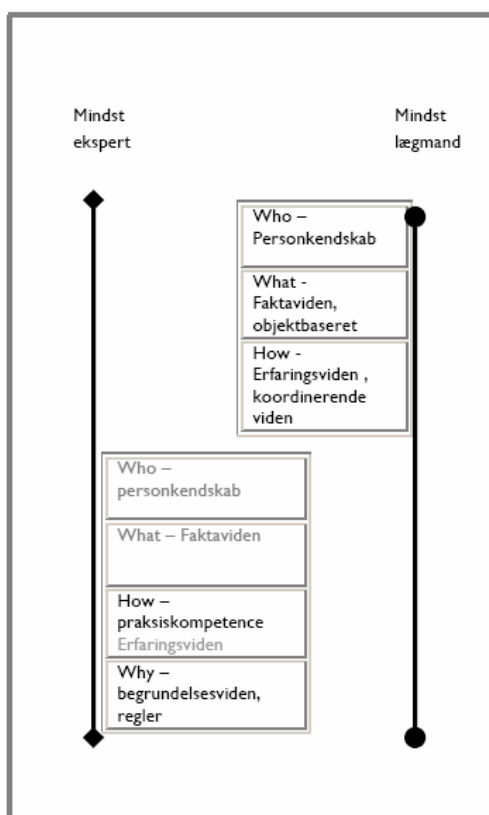 Mindst
ekspert
Mindst
lægmand
Who –
Personkendskab
What -
Faktaviden,
objektbaseret
How -
Erfaringsviden ,
koordinerende
viden
Who –
personkendskab
What – Faktaviden
How –
praksiskompetence
Erfaringsviden
Why –
begrundelsesviden,
regler